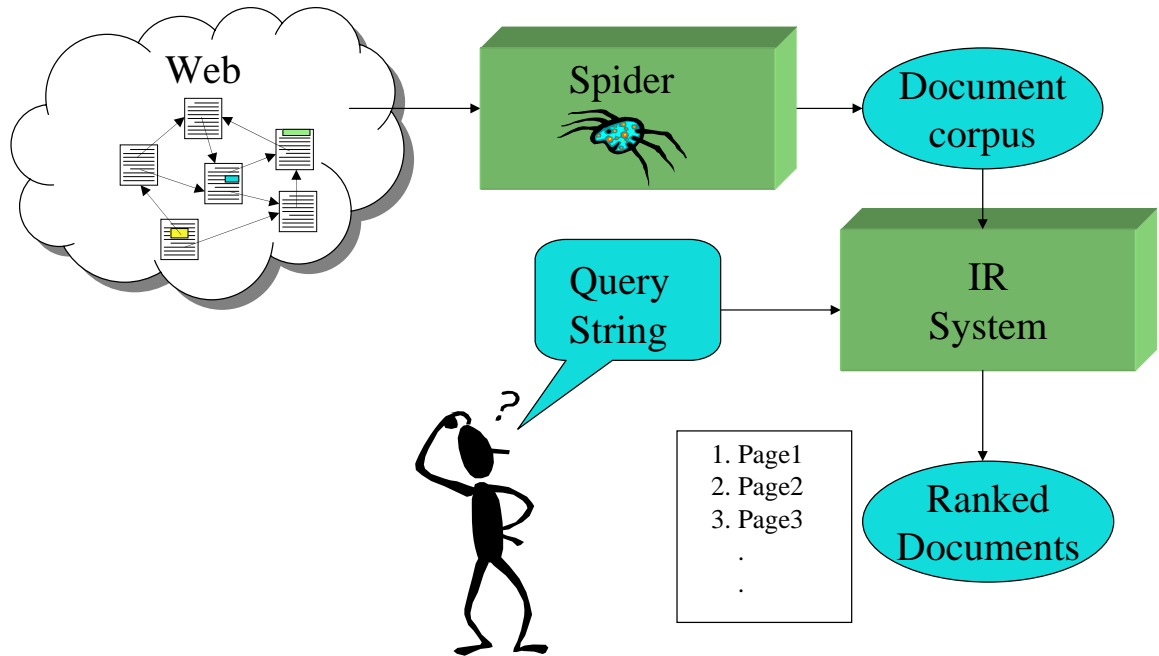 Web
Spider
Document
corpus
Query
String
IR
System
?
1. Page1
2. Page2
3. Page3
.
.
Ranked
Documents